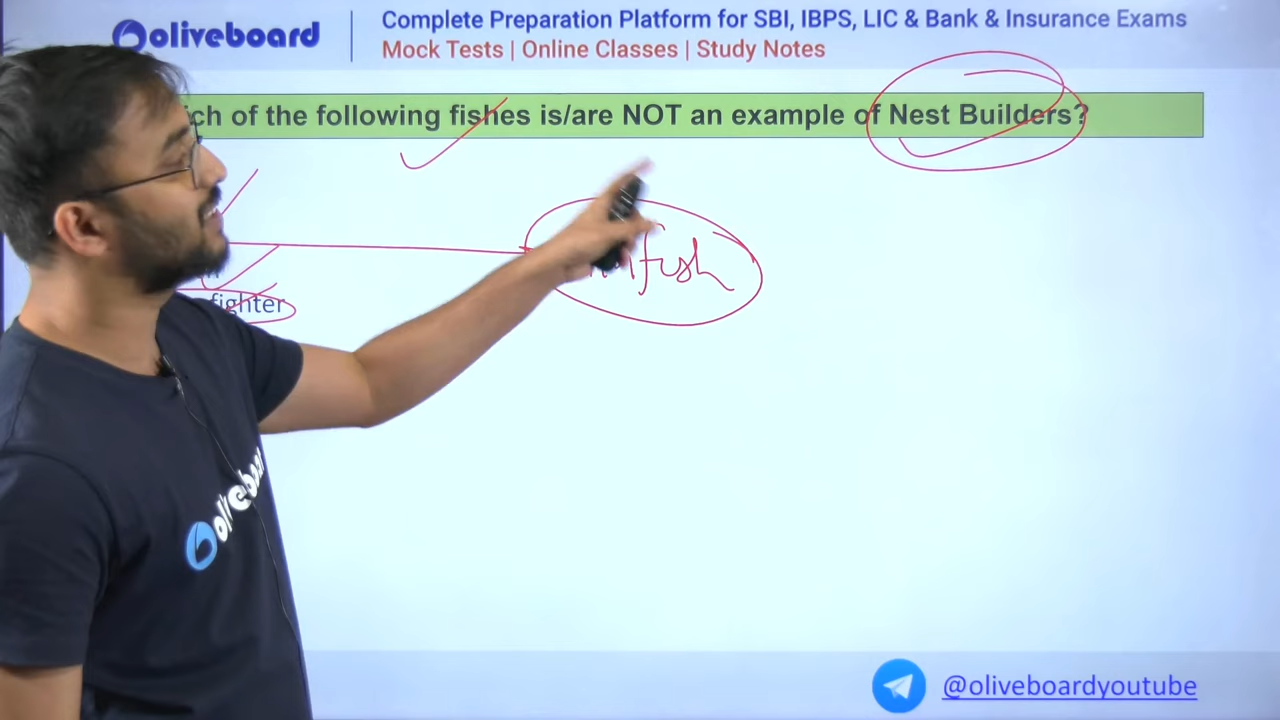 oliveboard
Complete Preparation Platform for SBI, IBPS, LIC & Bank & Insurance Exams
Mock Tests | Online Classes | Study Notes
of the following fishes is/are NOT an example of Nest Builders?
fish
fighter
oliveboard
@oliveboardyoutube